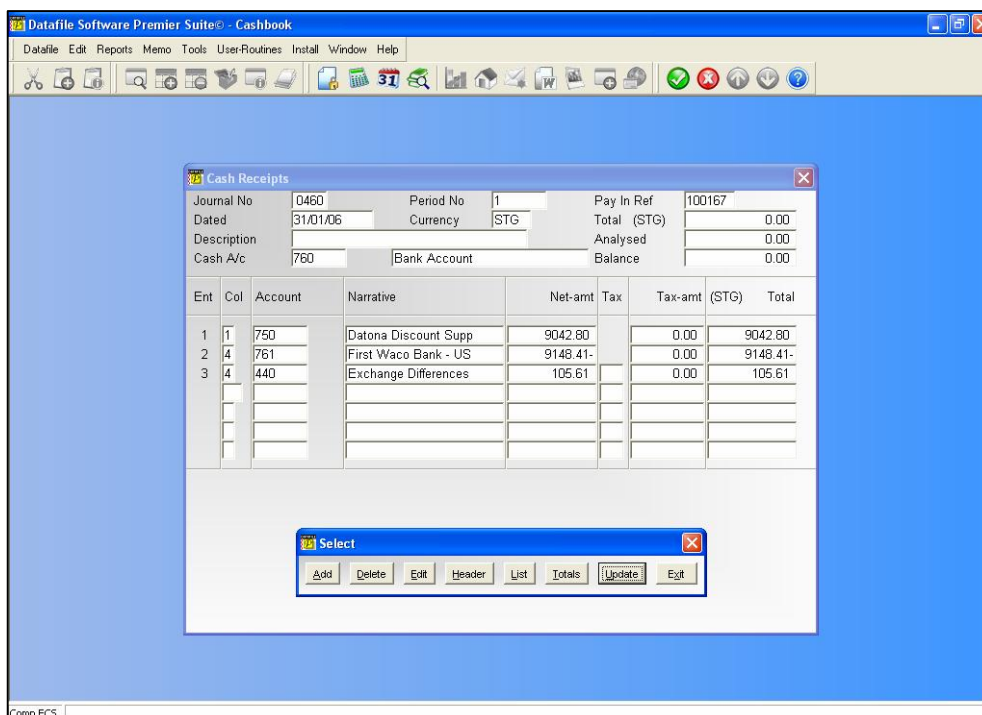 Datafile Software Premier Suite© - Cashbook
Datafile Edit Reports Memo Tools User-Routines Install Window Help
31 W ?
Cash Receipts
Journal No 0460 Period No 1 Pay In Ref 100167
Dated 31/01/06 Currency STG Total (STG) 0.00
Description Analysed 0.00
Cash A/c 760 Bank Account Balance 0.00
Ent Col Account Narrative Net-amt Tax Tax-amt (STG) Total
1 1 750 Datona Discount Supp 9042.80 0.00 9042.80
2 4 761 First Waco Bank - US 9148.41- 0.00 9148.41-
3 4 440 Exchange Differences 105.61 0.00 105.61
Select
Add Delete Edit Header List Totals Update Exit
Comp ECS